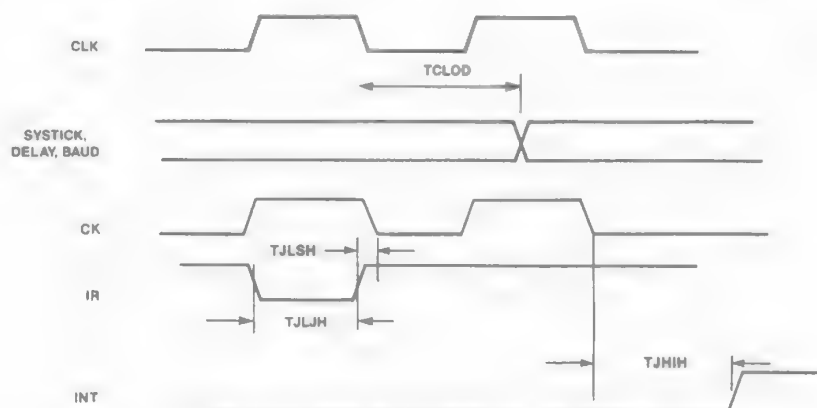 CLK
TCLOD
SYSTICK,
DELAY, BAUD
CK
TJLSH
IR
TJLJH
TJHIH
INT